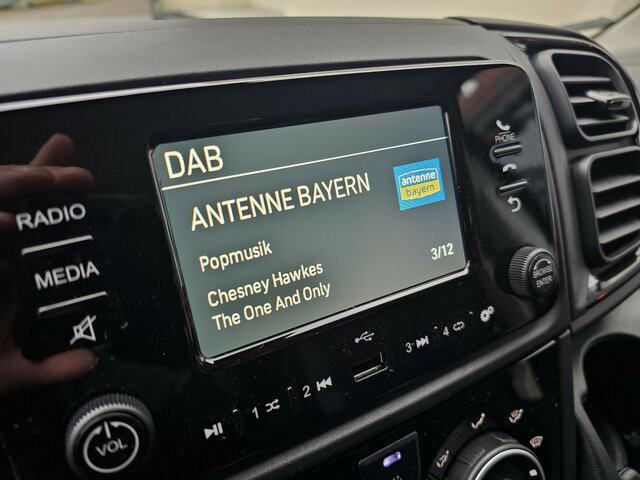 DAB
ANTENNE BAYERN
antenne
bayern
Popmusik
3/12
Chesney Hawkes
The One And Only
RADIO
MEDIA
VOL
PHONE
BROWSE
ENTER
1
2
3
4